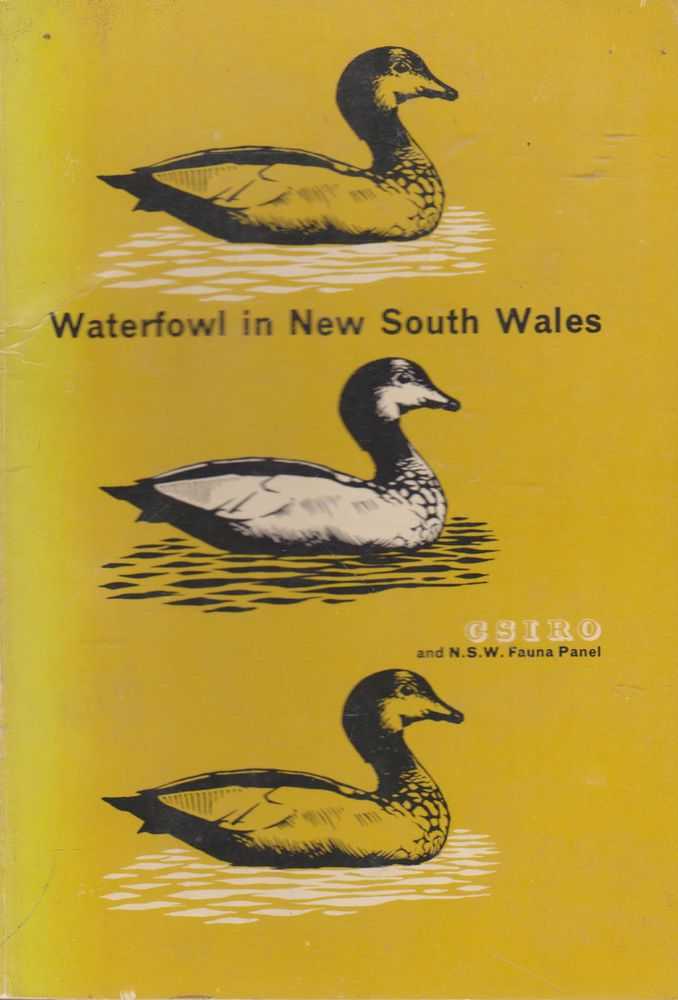 Waterfowl in New South Wales
CSIRO
and N.S.W. Fauna Panel